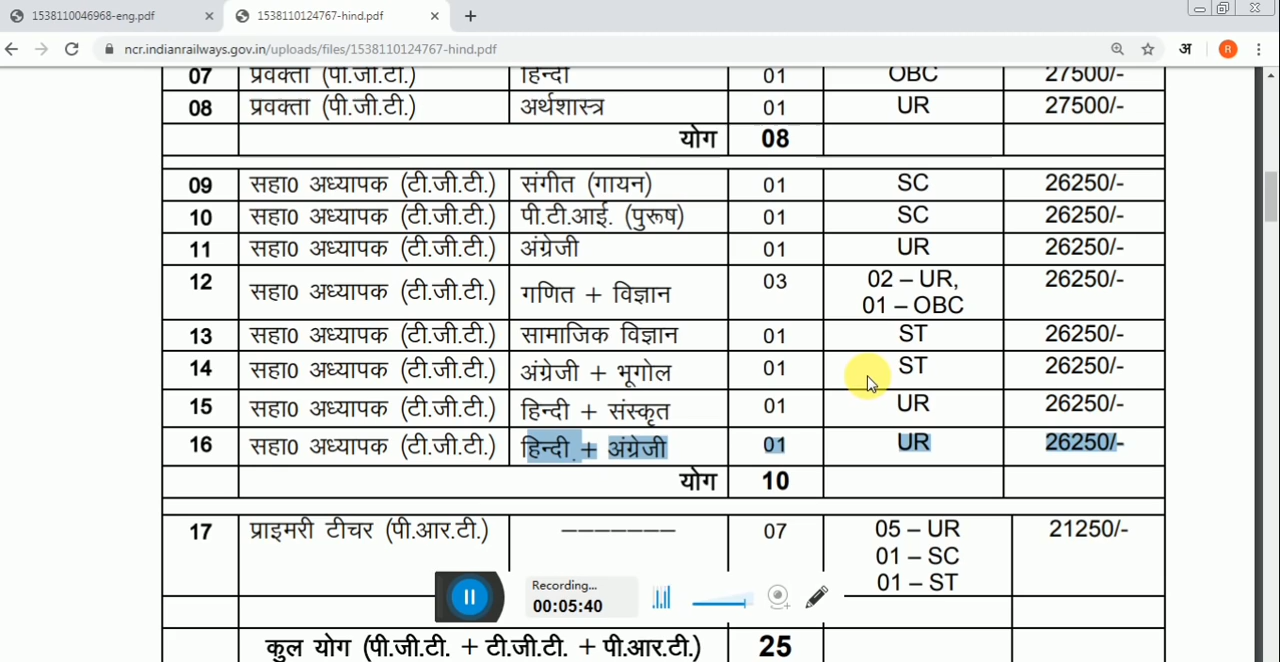 1538110046968-eng.pdf × 1538110124767-hind.pdf × +
ncr.indianrailways.gov.in/uploads/files/1538110124767-hind.pdf अ R
07 प्रवक्ता (पी.जी.टी.) हिन्दी 01 OBC 27500/-
08 प्रवक्ता (पी.जी.टी.) अर्थशास्त्र 01 UR 27500/-
योग 08
09 सहा0 अध्यापक (टी.जी.टी.) संगीत (गायन) 01 SC 26250/-
10 सहा0 अध्यापक (टी.जी.टी.) पी.टी.आई. (पुरूष) 01 SC 26250/-
11 सहा0 अध्यापक (टी.जी.टी.) अंग्रेजी 01 UR 26250/-
12 सहा0 अध्यापक (टी.जी.टी.) गणित + विज्ञान 03 02 – UR, 26250/-
01 – OBC
13 सहा0 अध्यापक (टी.जी.टी.) सामाजिक विज्ञान 01 ST 26250/-
14 सहा0 अध्यापक (टी.जी.टी.) अंग्रेजी + भूगोल 01 ST 26250/-
15 सहा0 अध्यापक (टी.जी.टी.) हिन्दी + संस्कृत 01 UR 26250/-
16 सहा0 अध्यापक (टी.जी.टी.) हिन्दी + अंग्रेजी 01 UR 26250/-
योग 10
17 प्राइमरी टीचर (पी.आर.टी.) ––––––– 07 05 – UR 21250/-
01 – SC
01 – ST
Recording...
00:05:40
कुल योग (पी.जी.टी. + टी.जी.टी. + पी.आर.टी.) 25